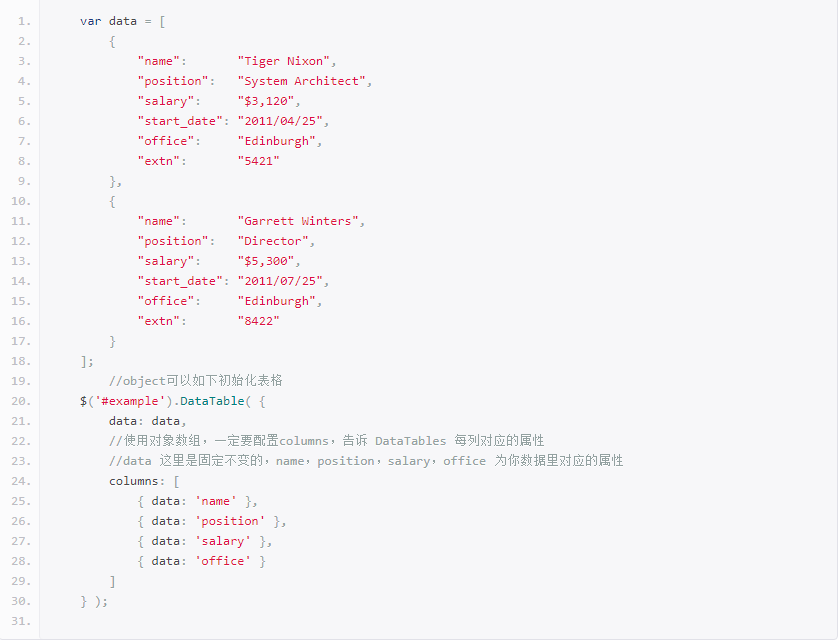 1. var data = [
2. {
3. "name": "Tiger Nixon",
4. "position": "System Architect",
5. "salary": "$3,120",
6. "start_date": "2011/04/25",
7. "office": "Edinburgh",
8. "extn": "5421"
9. },
10. {
11. "name": "Garrett Winters",
12. "position": "Director",
13. "salary": "$5,300",
14. "start_date": "2011/07/25",
15. "office": "Edinburgh",
16. "extn": "8422"
17. }
18. ];
19. //object可以如下初始化表格
20. $('#example').DataTable( {
21. data: data,
22. //使用对象数组，一定要配置columns，告诉 DataTables 每列对应的属性
23. //data 这里是固定不变的，name，position，salary，office 为你数据里对应的属性
24. columns: [
25. { data: 'name' },
26. { data: 'position' },
27. { data: 'salary' },
28. { data: 'office' }
29. ]
30. } );
31.